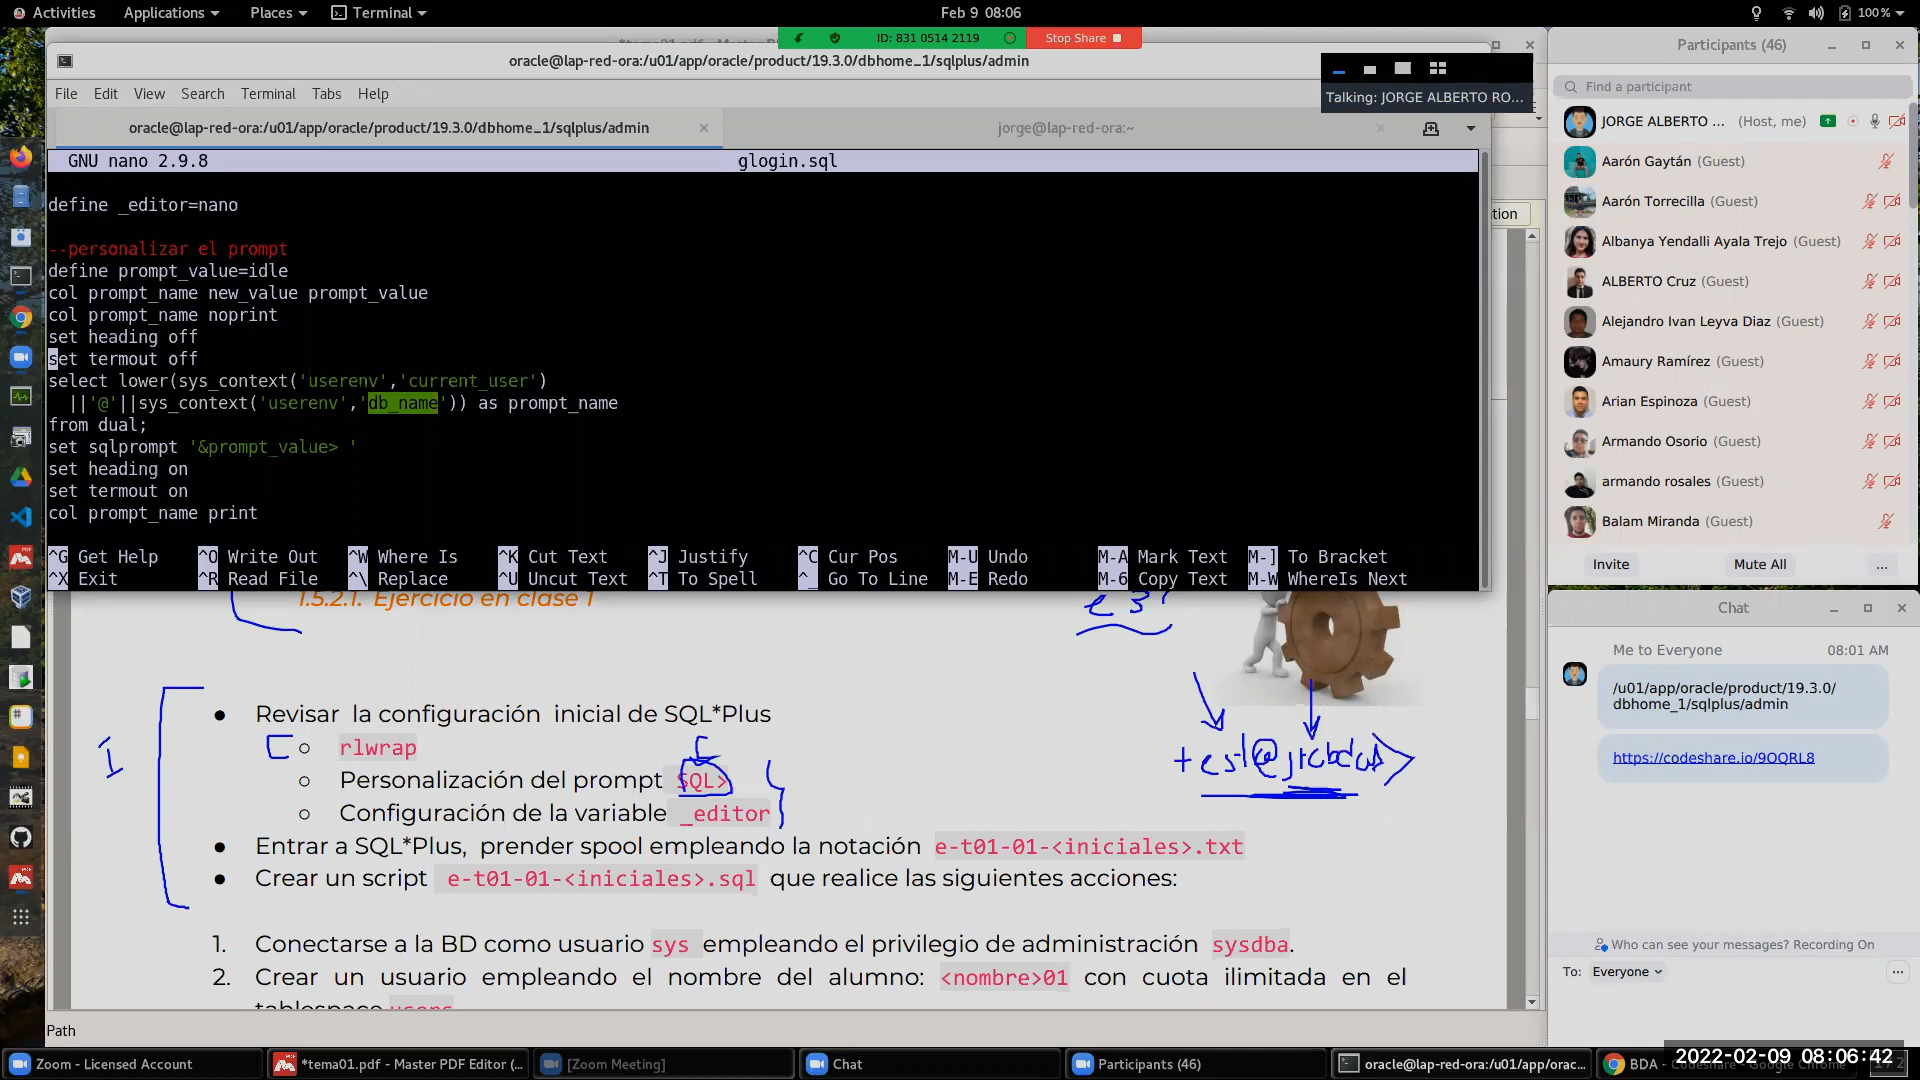 Activities Applications Places Terminal Feb 9 08:06 100%
ID: 831 0514 2119 Stop Share
oracle@lap-red-ora:/u01/app/oracle/product/19.3.0/dbhome_1/sqlplus/admin
Talking: JORGE ALBERTO RO...
File Edit View Search Terminal Tabs Help
oracle@lap-red-ora:/u01/app/oracle/product/19.3.0/dbhome_1/sqlplus/admin jorge@lap-red-ora:~
GNU nano 2.9.8 glogin.sql
define _editor=nano
--personalizar el prompt
define prompt_value=idle
col prompt_name new_value prompt_value
col prompt_name noprint
set heading off
set termout off
select lower(sys_context('userenv','current_user')
||'@'||sys_context('userenv','db_name')) as prompt_name
from dual;
set sqlprompt '&prompt_value> '
set heading on
set termout on
col prompt_name print
^G Get Help ^O Write Out ^W Where Is ^K Cut Text ^J Justify ^C Cur Pos M-U Undo M-A Mark Text M-] To Bracket
^X Exit ^R Read File ^\ Replace ^U Uncut Text ^T To Spell ^_ Go To Line M-E Redo M-6 Copy Text M-W WhereIs Next
1.5.2.1. Ejercicio en clase 1
● Revisar la configuración inicial de SQL*Plus
○ rlwrap
○ Personalización del prompt SQL>
○ Configuración de la variable _editor
● Entrar a SQL*Plus, prender spool empleando la notación e-t01-01-<iniciales>.txt
● Crear un script e-t01-01-<iniciales>.sql que realice las siguientes acciones:
1. Conectarse a la BD como usuario sys empleando el privilegio de administración sysdba.
2. Crear un usuario empleando el nombre del alumno: <nombre>01 con cuota ilimitada en el
tablespace users
Path
Participants (46)
Find a participant
JORGE ALBERTO ... (Host, me)
Aarón Gaytán (Guest)
Aarón Torrecilla (Guest)
Albanya Yendalli Ayala Trejo (Guest)
ALBERTO Cruz (Guest)
Alejandro Ivan Leyva Diaz (Guest)
Amaury Ramírez (Guest)
Arian Espinoza (Guest)
Armando Osorio (Guest)
armando rosales (Guest)
Balam Miranda (Guest)
Invite Mute All ...
Chat
Me to Everyone 08:01 AM
/u01/app/oracle/product/19.3.0/
dbhome_1/sqlplus/admin
https://codeshare.io/9OQRL8
Who can see your messages? Recording On
To: Everyone
Zoom - Licensed Account *tema01.pdf - Master PDF Editor (... [Zoom Meeting] Chat Participants (46) oracle@lap-red-ora:/u01/app/orac... BDA - Codeshare - Google Chrome
2022-02-09 08:06:42